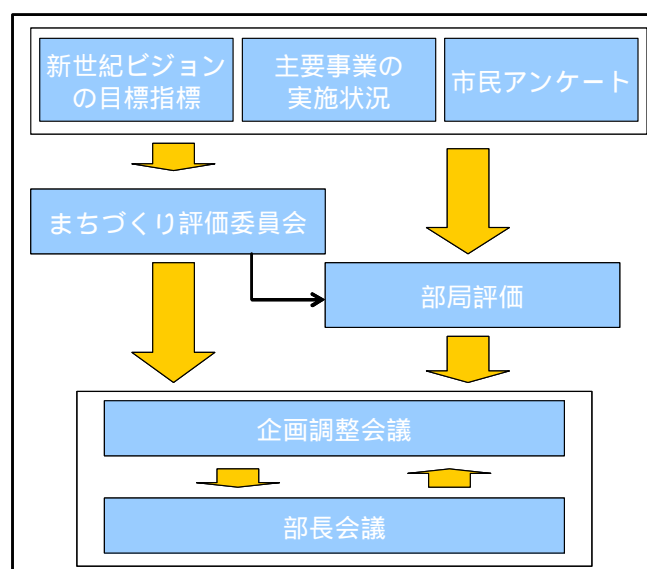 新世紀ビジョン
の目標指標
主要事業の
実施状況
市民アンケート
まちづくり評価委員会
部局評価
企画調整会議
部長会議